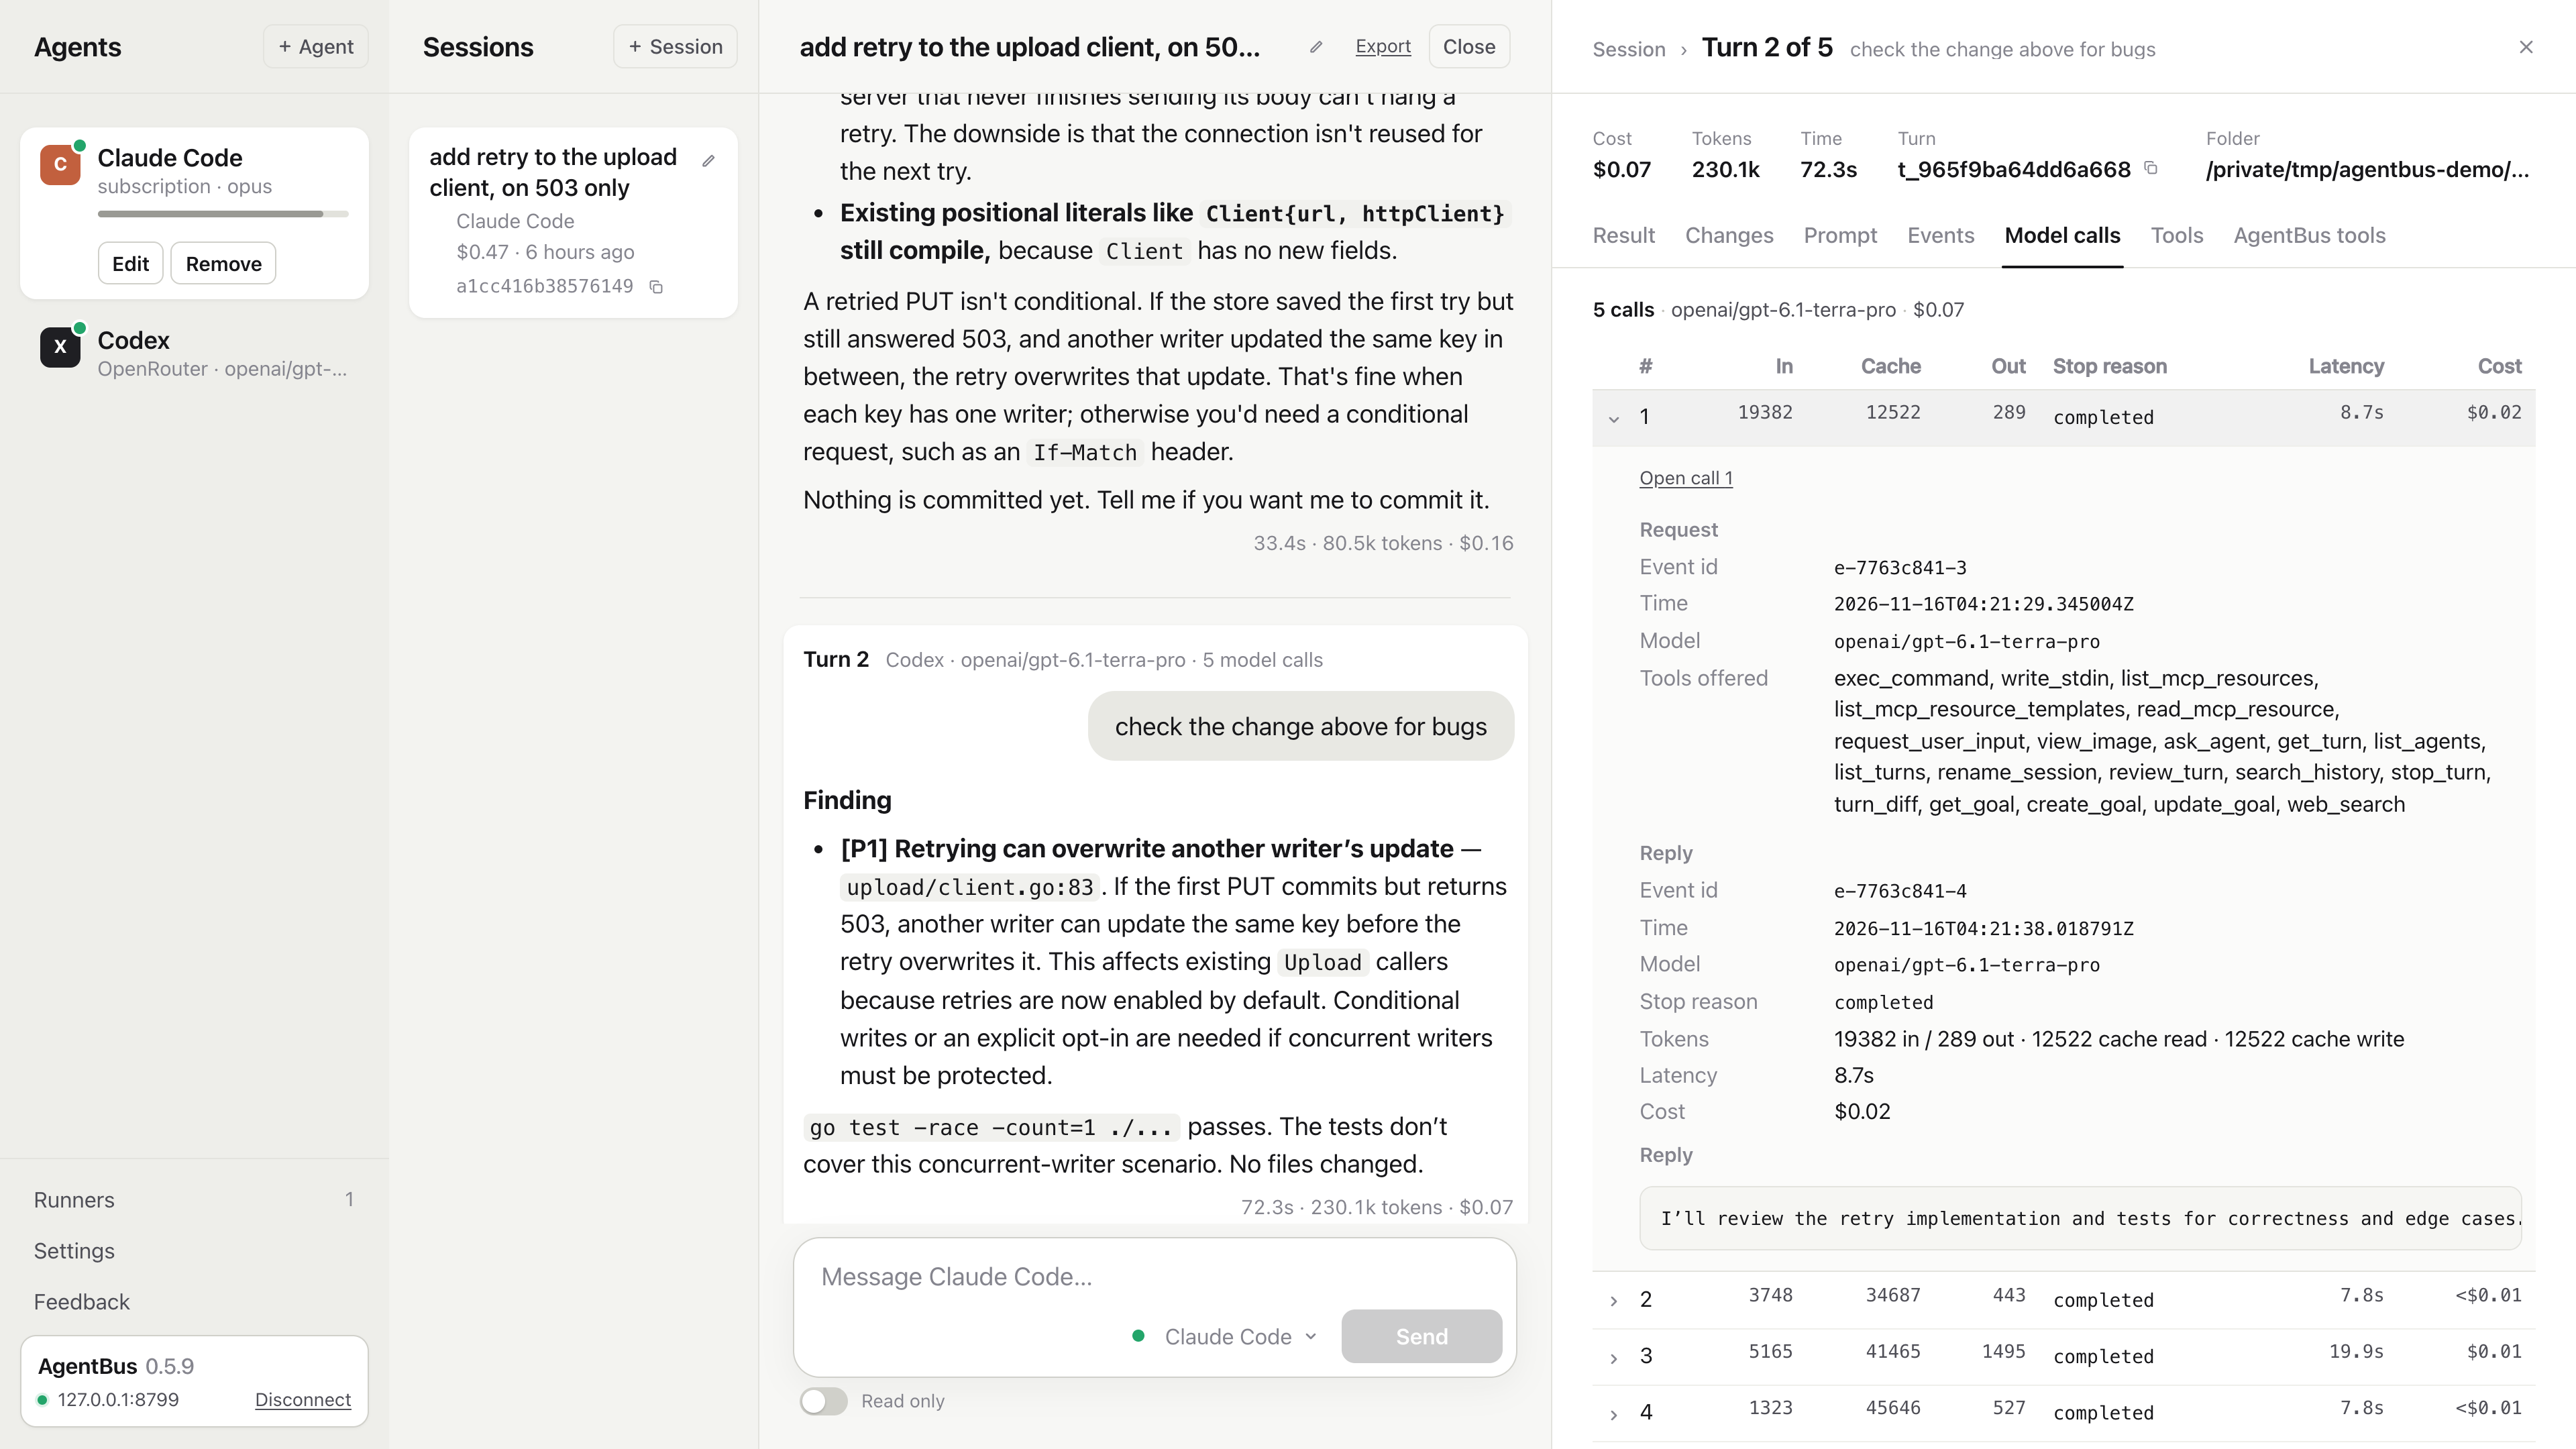 Agents
+ Agent
C
Claude Code
subscription · opus
Edit
Remove
X
Codex
OpenRouter · openai/gpt-...
Runners
1
Settings
Feedback
AgentBus 0.5.9
127.0.0.1:8799
Disconnect
Sessions
+ Session
add retry to the upload
client, on 503 only
Claude Code
$0.47 · 6 hours ago
a1cc416b38576149
add retry to the upload client, on 50...
Export
Close
server that never finishes sending its body can't hang a
retry. The downside is that the connection isn't reused for
the next try.
• Existing positional literals like Client{url, httpClient}
still compile, because Client has no new fields.
A retried PUT isn't conditional. If the store saved the first try but
still answered 503, and another writer updated the same key in
between, the retry overwrites that update. That's fine when
each key has one writer; otherwise you'd need a conditional
request, such as an If-Match header.
Nothing is committed yet. Tell me if you want me to commit it.
33.4s · 80.5k tokens · $0.16
Turn 2 Codex · openai/gpt-6.1-terra-pro · 5 model calls
check the change above for bugs
Finding
• [P1] Retrying can overwrite another writer’s update —
upload/client.go:83. If the first PUT commits but returns
503, another writer can update the same key before the
retry overwrites it. This affects existing Upload callers
because retries are now enabled by default. Conditional
writes or an explicit opt-in are needed if concurrent writers
must be protected.
go test -race -count=1 ./... passes. The tests don’t
cover this concurrent-writer scenario. No files changed.
72.3s · 230.1k tokens · $0.07
Message Claude Code...
Claude Code
Send
Read only
Session › Turn 2 of 5 check the change above for bugs
Cost Tokens Time Turn Folder
$0.07 230.1k 72.3s t_965f9ba64dd6a668 /private/tmp/agentbus-demo/...
Result Changes Prompt Events Model calls Tools AgentBus tools
5 calls · openai/gpt-6.1-terra-pro · $0.07
# In Cache Out Stop reason Latency Cost
1 19382 12522 289 completed 8.7s $0.02
Open call 1
Request
Event id e-7763c841-3
Time 2026-11-16T04:21:29.345004Z
Model openai/gpt-6.1-terra-pro
Tools offered exec_command, write_stdin, list_mcp_resources,
list_mcp_resource_templates, read_mcp_resource,
request_user_input, view_image, ask_agent, get_turn, list_agents,
list_turns, rename_session, review_turn, search_history, stop_turn,
turn_diff, get_goal, create_goal, update_goal, web_search
Reply
Event id e-7763c841-4
Time 2026-11-16T04:21:38.018791Z
Model openai/gpt-6.1-terra-pro
Stop reason completed
Tokens 19382 in / 289 out · 12522 cache read · 12522 cache write
Latency 8.7s
Cost $0.02
Reply
I’ll review the retry implementation and tests for correctness and edge cases.
2 3748 34687 443 completed 7.8s <$0.01
3 5165 41465 1495 completed 19.9s $0.01
4 1323 45646 527 completed 7.8s <$0.01